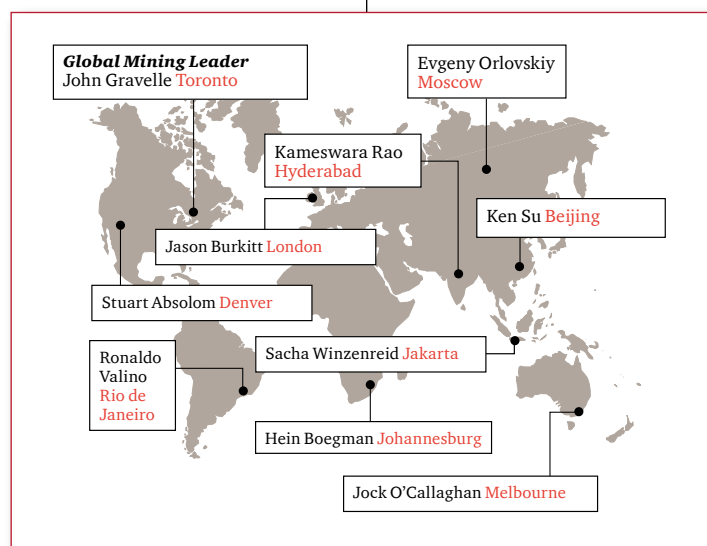 Global Mining Leader
John Gravelle Toronto
Evgeny Orlovskiy
Moscow
Kameswara Rao
Hyderabad
Ken Su Beijing
Jason Burkitt London
Stuart Absolom Denver
Ronaldo
Valino
Rio de
Janeiro
Sacha Winzenreid Jakarta
Hein Boegman Johannesburg
Jock O’Callaghan Melbourne